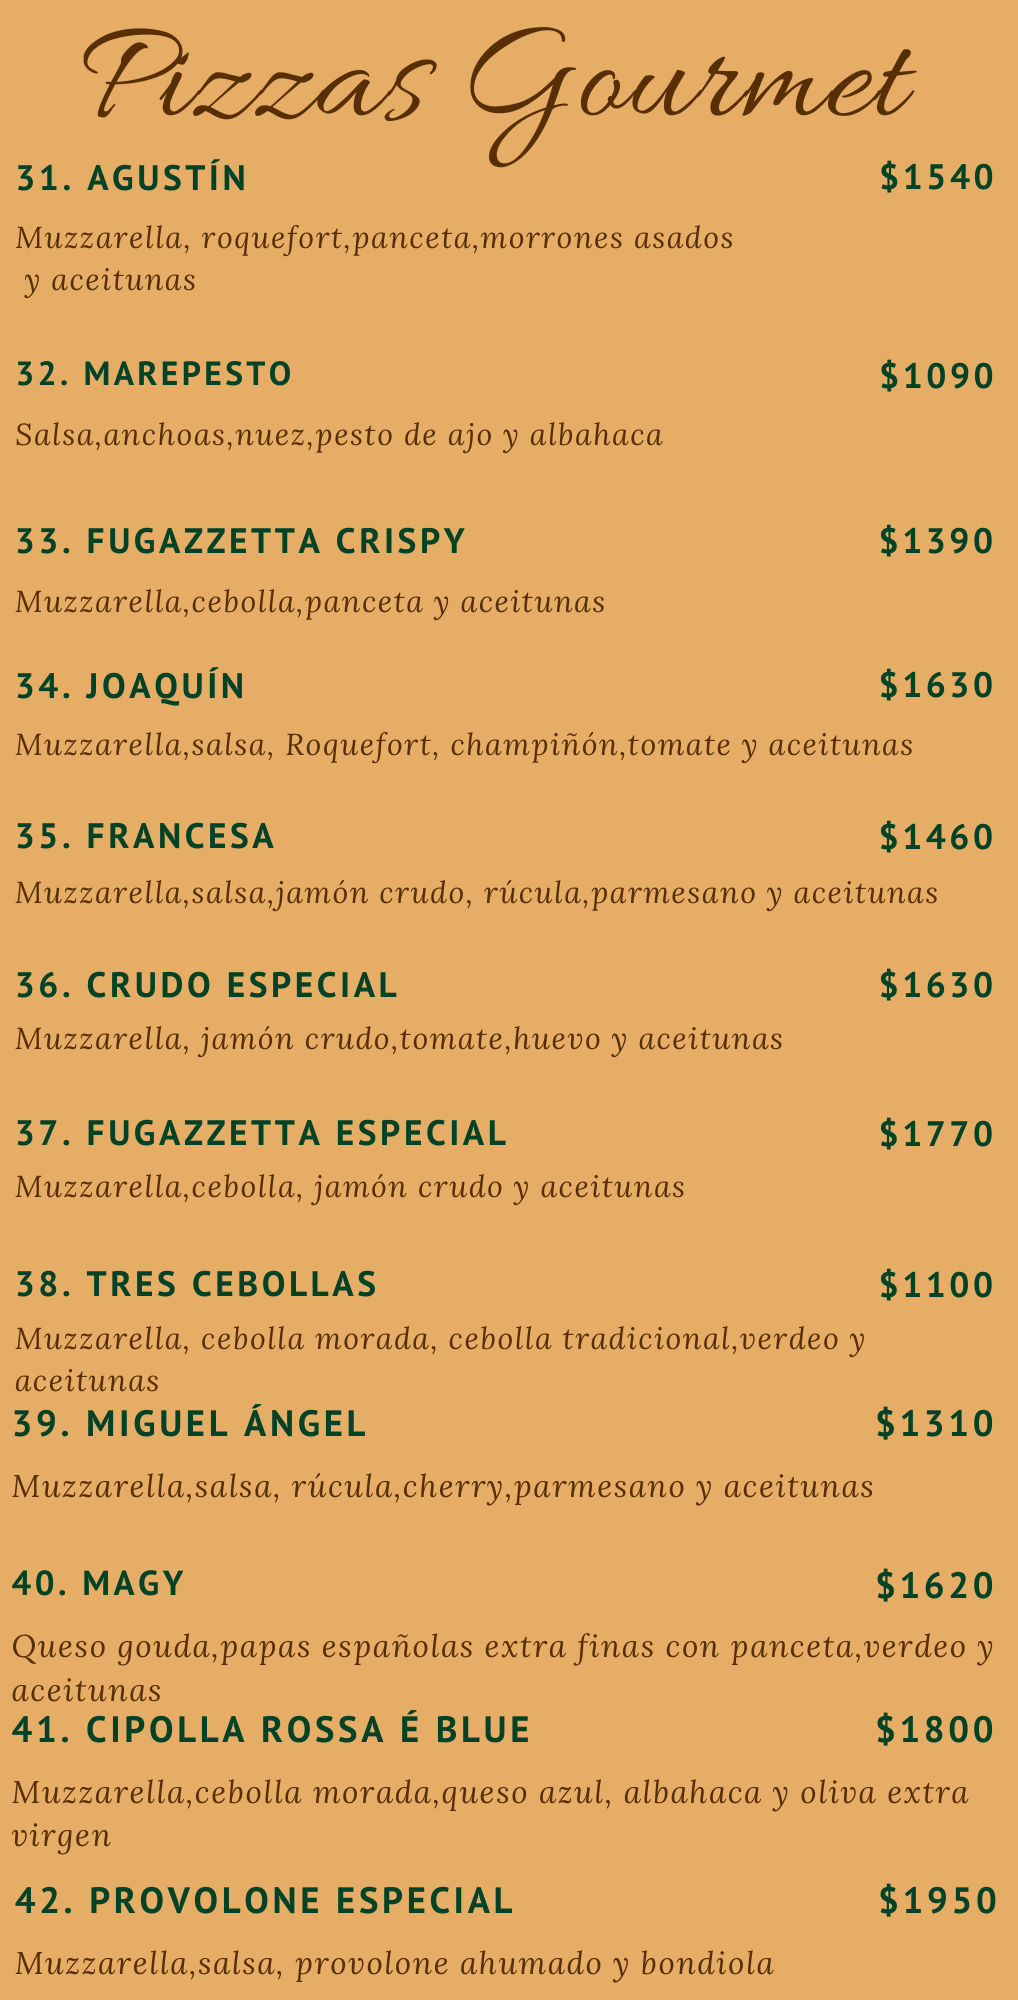 Pizzas Gourmet
31. AGUSTÍN $1540
Muzzarella, roquefort,panceta,morrones asados
y aceitunas
32. MAREPESTO $1090
Salsa,anchoas,nuez,pesto de ajo y albahaca
33. FUGAZZETTA CRISPY $1390
Muzzarella,cebolla,panceta y aceitunas
34. JOAQUÍN $1630
Muzzarella,salsa, Roquefort, champiñón,tomate y aceitunas
35. FRANCESA $1460
Muzzarella,salsa,jamón crudo, rúcula,parmesano y aceitunas
36. CRUDO ESPECIAL $1630
Muzzarella, jamón crudo,tomate,huevo y aceitunas
37. FUGAZZETTA ESPECIAL $1770
Muzzarella,cebolla, jamón crudo y aceitunas
38. TRES CEBOLLAS $1100
Muzzarella, cebolla morada, cebolla tradicional,verdeo y
aceitunas
39. MIGUEL ÁNGEL $1310
Muzzarella,salsa, rúcula,cherry,parmesano y aceitunas
40. MAGY $1620
Queso gouda,papas españolas extra finas con panceta,verdeo y
aceitunas
41. CIPOLLA ROSSA É BLUE $1800
Muzzarella,cebolla morada,queso azul, albahaca y oliva extra
virgen
42. PROVOLONE ESPECIAL $1950
Muzzarella,salsa, provolone ahumado y bondiola